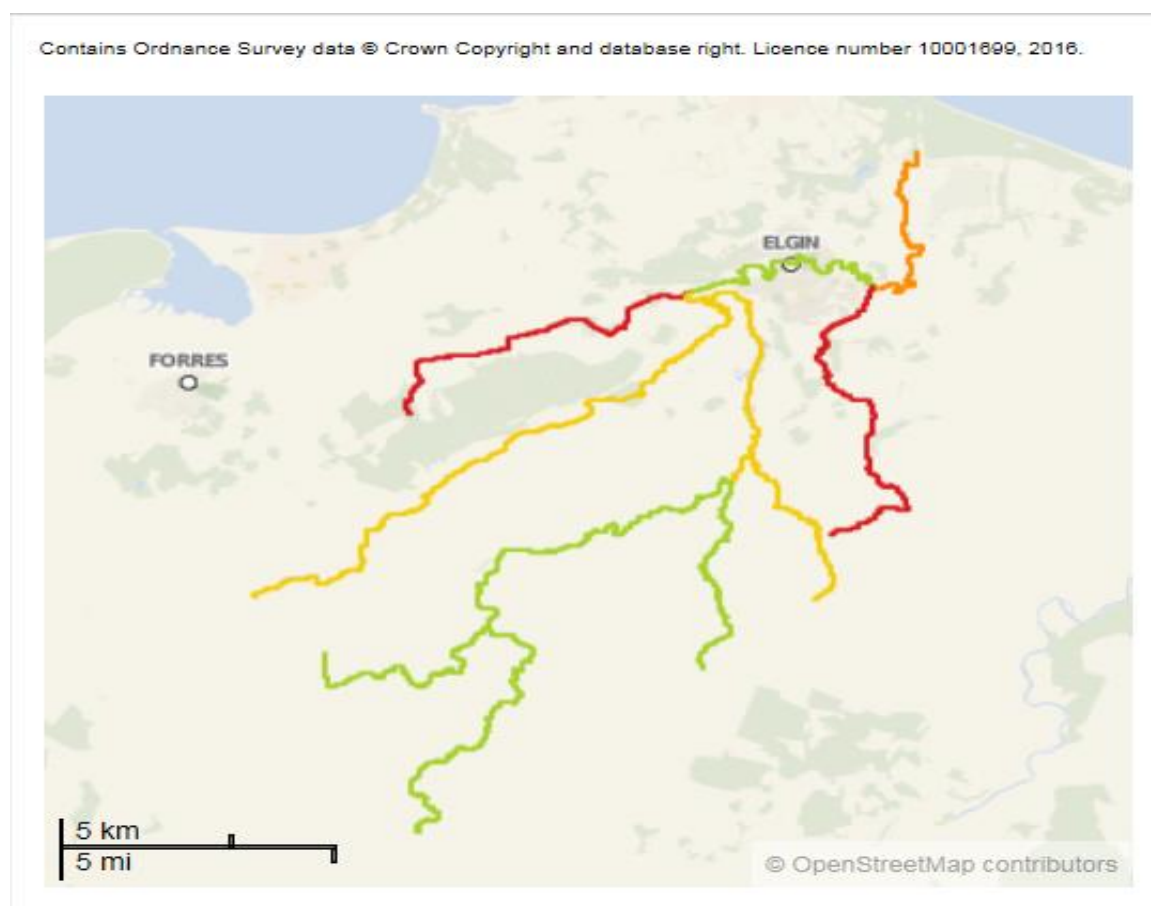 Contains Ordnance Survey data © Crown Copyright and database right. Licence number 10001699, 2016.
ELGIN
FORRES
5 km
5 mi
© OpenStreetMap contributors